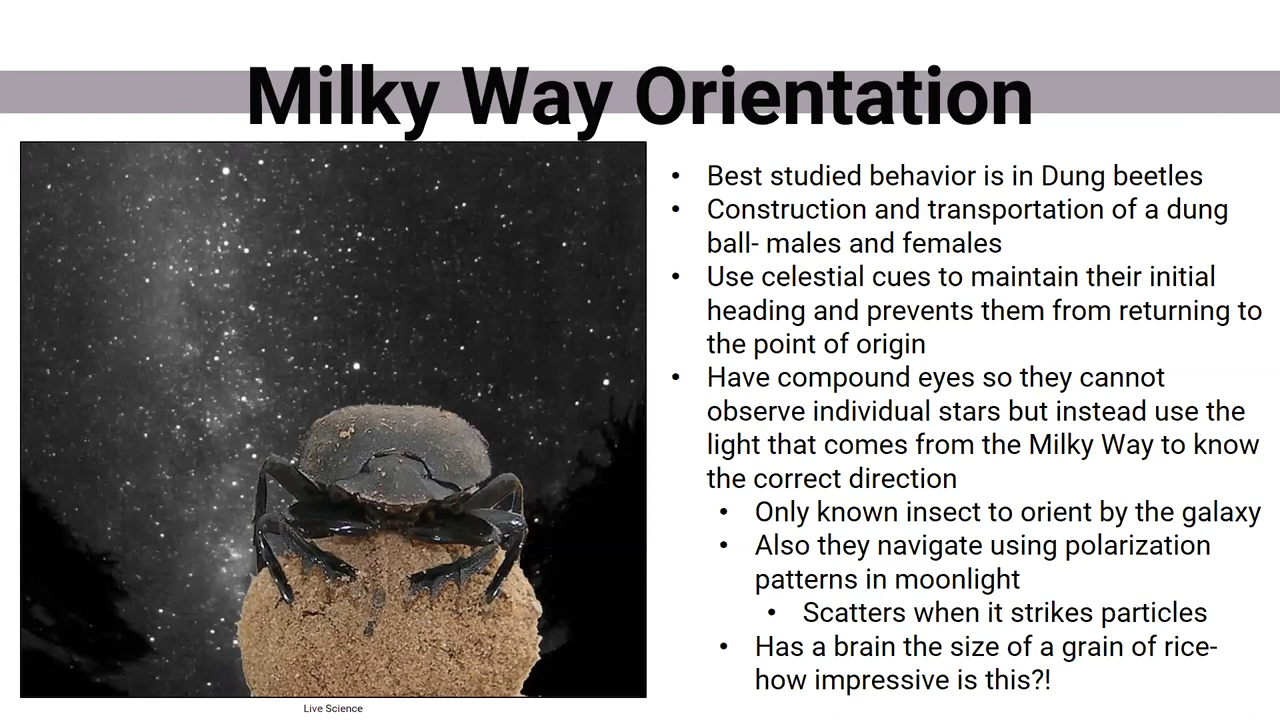 Milky Way Orientation
• Best studied behavior is in Dung beetles
• Construction and transportation of a dung
ball- males and females
• Use celestial cues to maintain their initial
heading and prevents them from returning to
the point of origin
• Have compound eyes so they cannot
observe individual stars but instead use the
light that comes from the Milky Way to know
the correct direction
• Only known insect to orient by the galaxy
• Also they navigate using polarization
patterns in moonlight
• Scatters when it strikes particles
• Has a brain the size of a grain of rice-
how impressive is this?!
Live Science